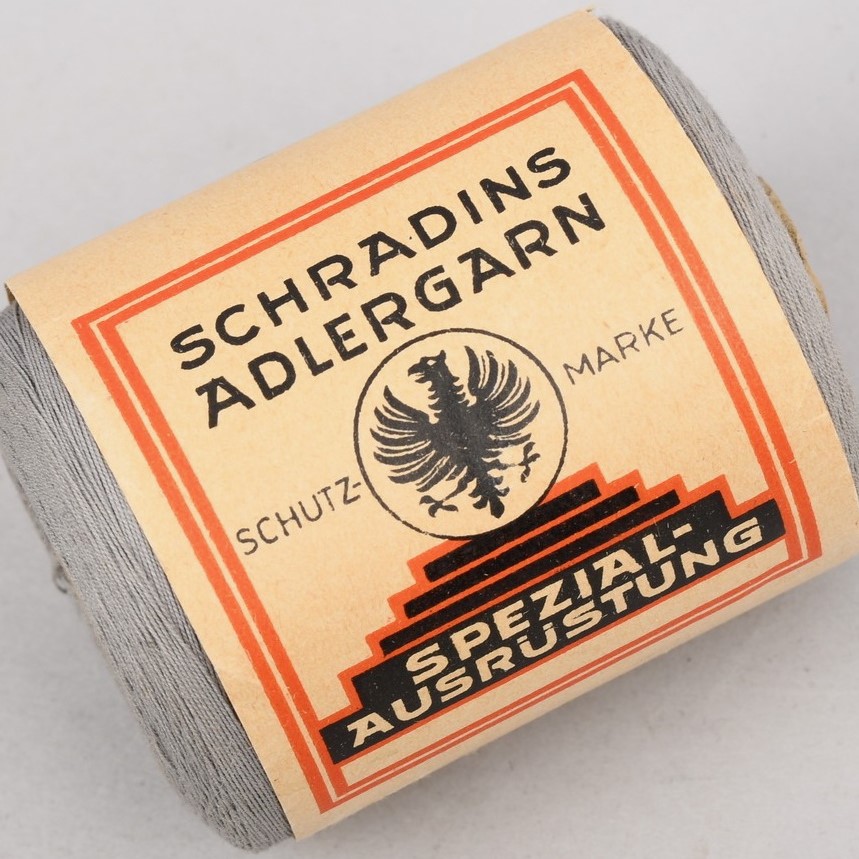 SCHRADINS
ADLERGARN
SCHUTZ- MARKE
SPEZIAL-
AUSRÜSTUNG